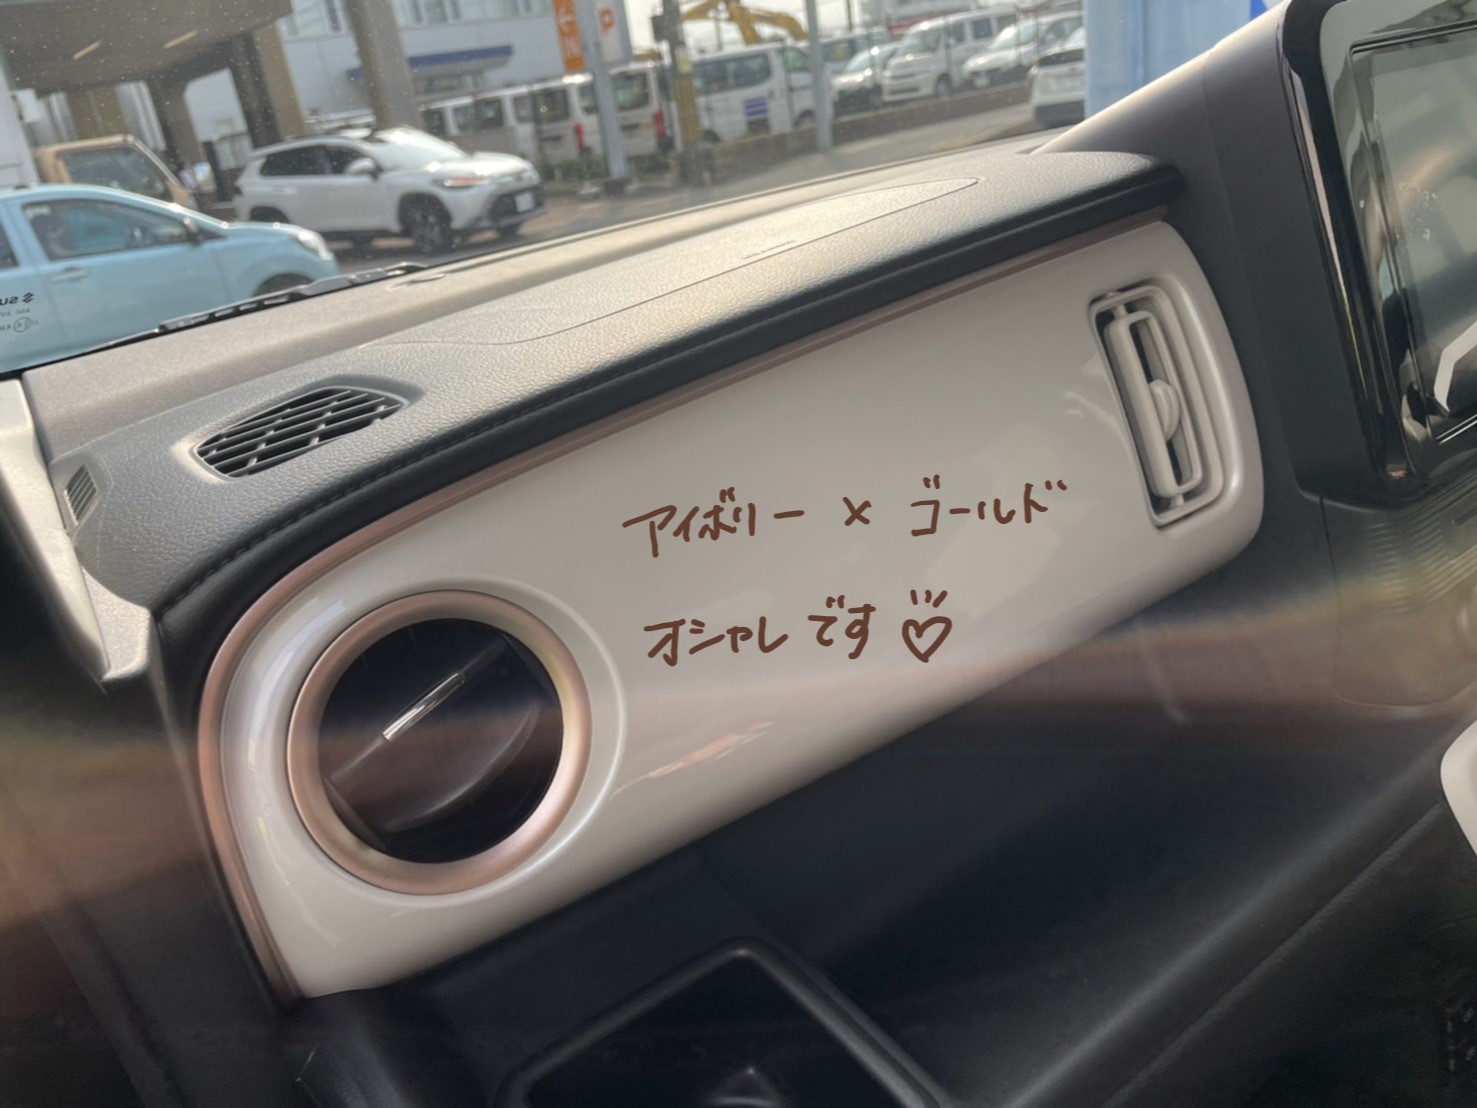 アイボリー × ゴールド
オシャレです♡